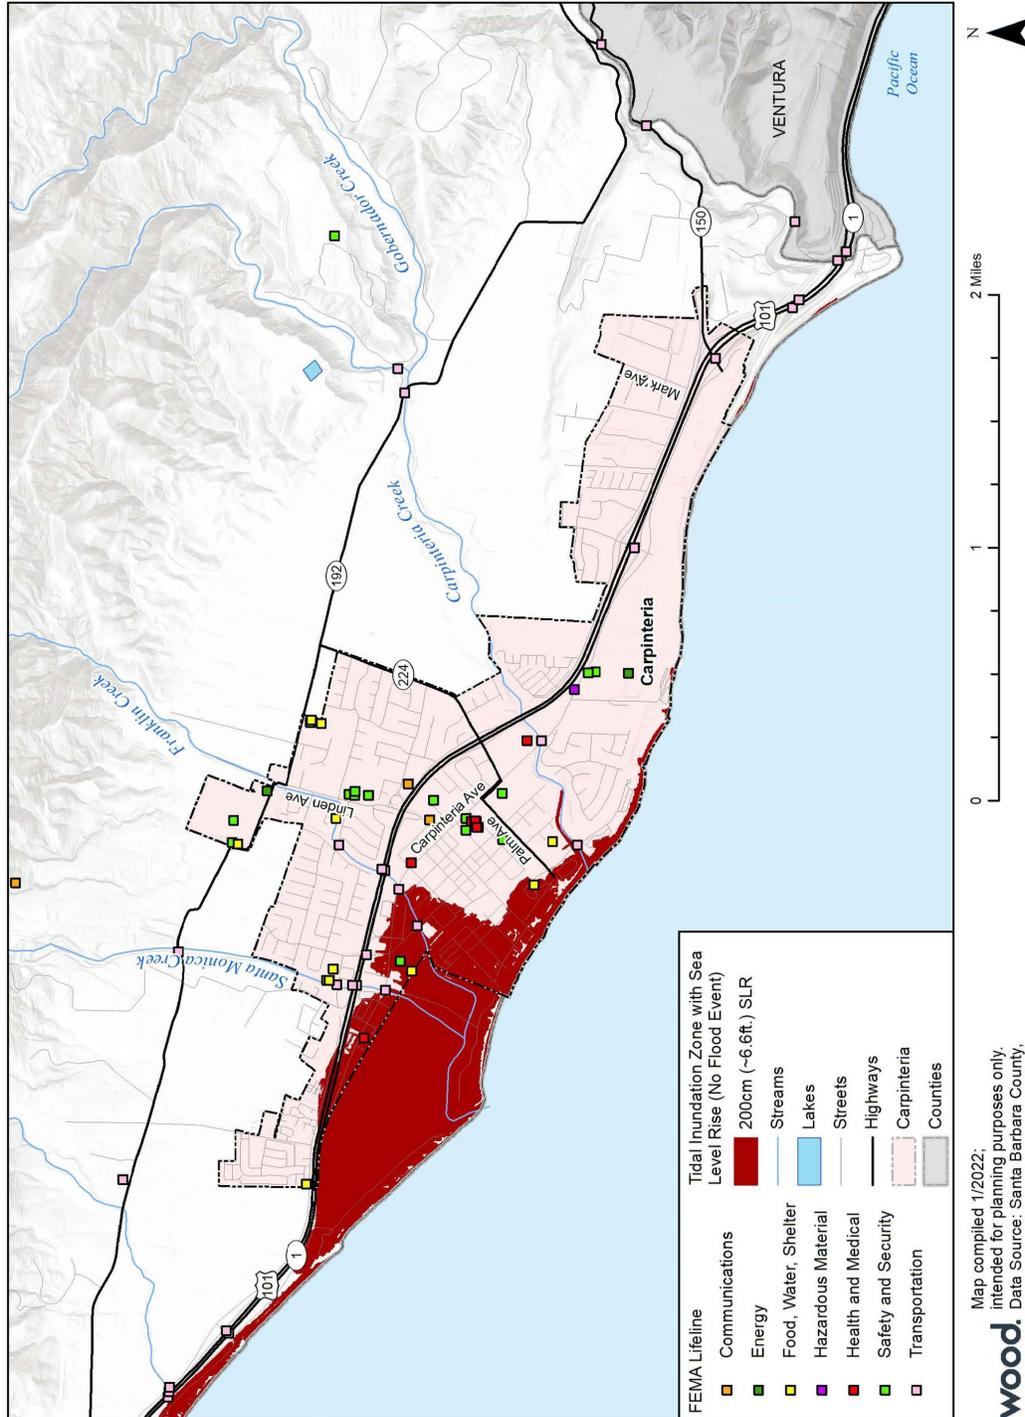 Gobernador Creek
Franklin Creek
Carpinteria Creek
Santa Monica Creek
192
224
150
101
1
101
1
Linden Ave
Carpinteria Ave
Palm Ave
Mark Ave
Carpinteria
VENTURA
Pacific
Ocean
FEMA Lifeline
Communications
Energy
Food, Water, Shelter
Hazardous Material
Health and Medical
Safety and Security
Transportation
Tidal Inundation Zone with Sea
Level Rise (No Flood Event)
200cm (~6.6ft.) SLR
Streams
Lakes
Streets
Highways
Carpinteria
Counties
wood.
Map compiled 1/2022;
intended for planning purposes only.
Data Source: Santa Barbara County,
0
1
2 Miles
N